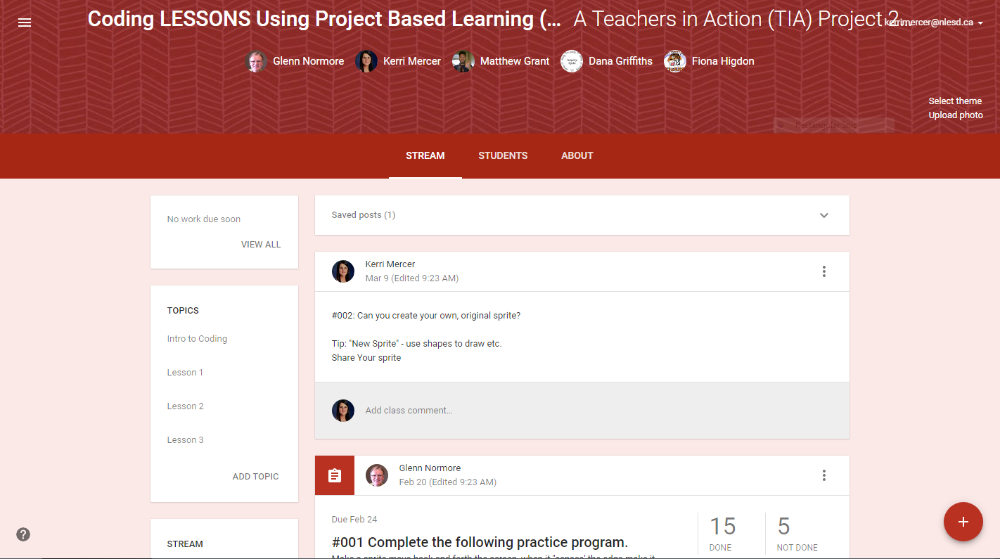 Coding LESSONS Using Project Based Learning (... A Teachers in Action (TIA) Project 2...
kerrimercer@nlesd.ca
Glenn Normore Kerri Mercer Matthew Grant Dana Griffiths Fiona Higdon
Select theme
Upload photo
Rectangular Snip
STREAM STUDENTS ABOUT
No work due soon
VIEW ALL
TOPICS
Intro to Coding
Lesson 1
Lesson 2
Lesson 3
ADD TOPIC
STREAM
Saved posts (1)
Kerri Mercer
Mar 9 (Edited 9:23 AM)
#002: Can you create your own, original sprite?
Tip: "New Sprite" - use shapes to draw etc.
Share Your sprite
Add class comment...
Glenn Normore
Feb 20 (Edited 9:23 AM)
Due Feb 24
#001 Complete the following practice program.
Make a sprite move back and forth the screen, when it "senses' the edge make it
15
DONE
5
NOT DONE